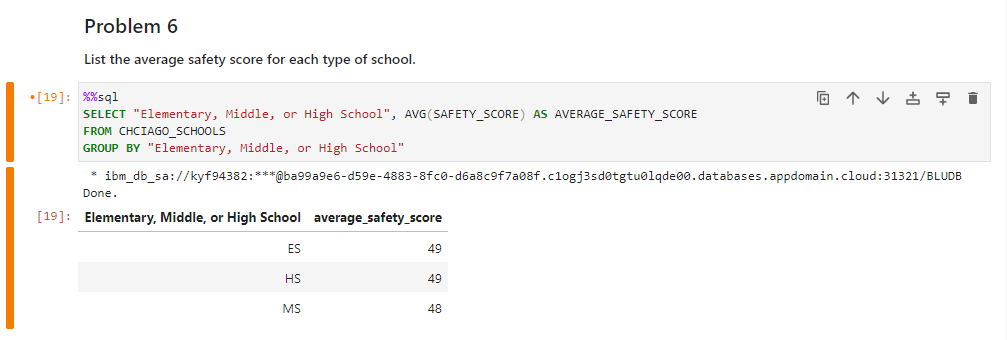 Problem 6
List the average safety score for each type of school.
•[19]: %%sql
SELECT "Elementary, Middle, or High School", AVG(SAFETY_SCORE) AS AVERAGE_SAFETY_SCORE
FROM CHCIAGO_SCHOOLS
GROUP BY "Elementary, Middle, or High School"
* ibm_db_sa://kyf94382:***@ba99a9e6-d59e-4883-8fc0-d6a8c9f7a08f.c1ogj3sd0tgtu0lqde00.databases.appdomain.cloud:31321/BLUDB
Done.
[19]: Elementary, Middle, or High School average_safety_score
ES 49
HS 49
MS 48